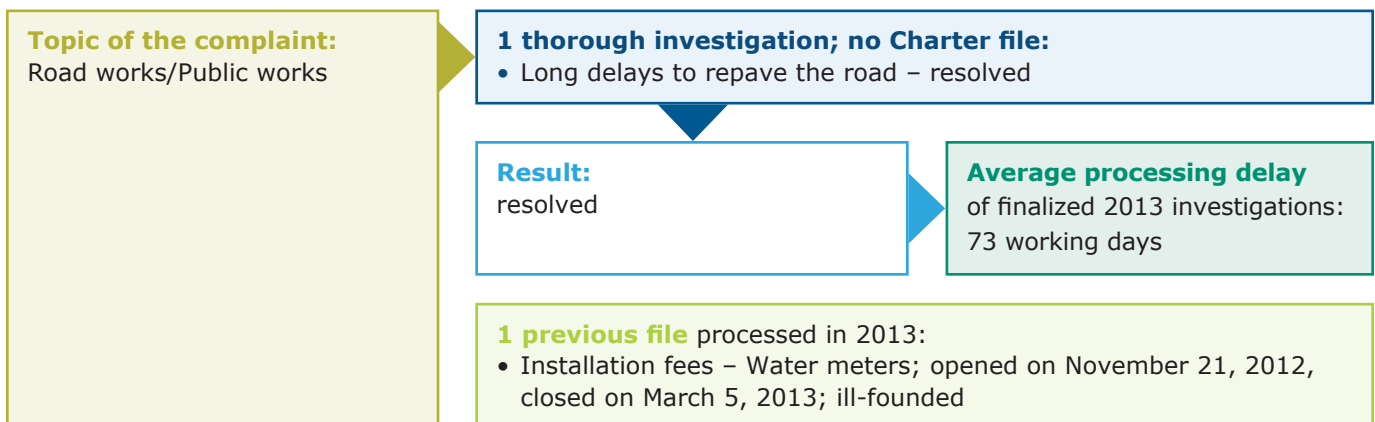 Topic of the complaint:
Road works/Public works
1 thorough investigation; no Charter file:
• Long delays to repave the road – resolved
Result:
resolved
Average processing delay
of finalized 2013 investigations:
73 working days
1 previous file processed in 2013:
• Installation fees – Water meters; opened on November 21, 2012,
closed on March 5, 2013; ill-founded